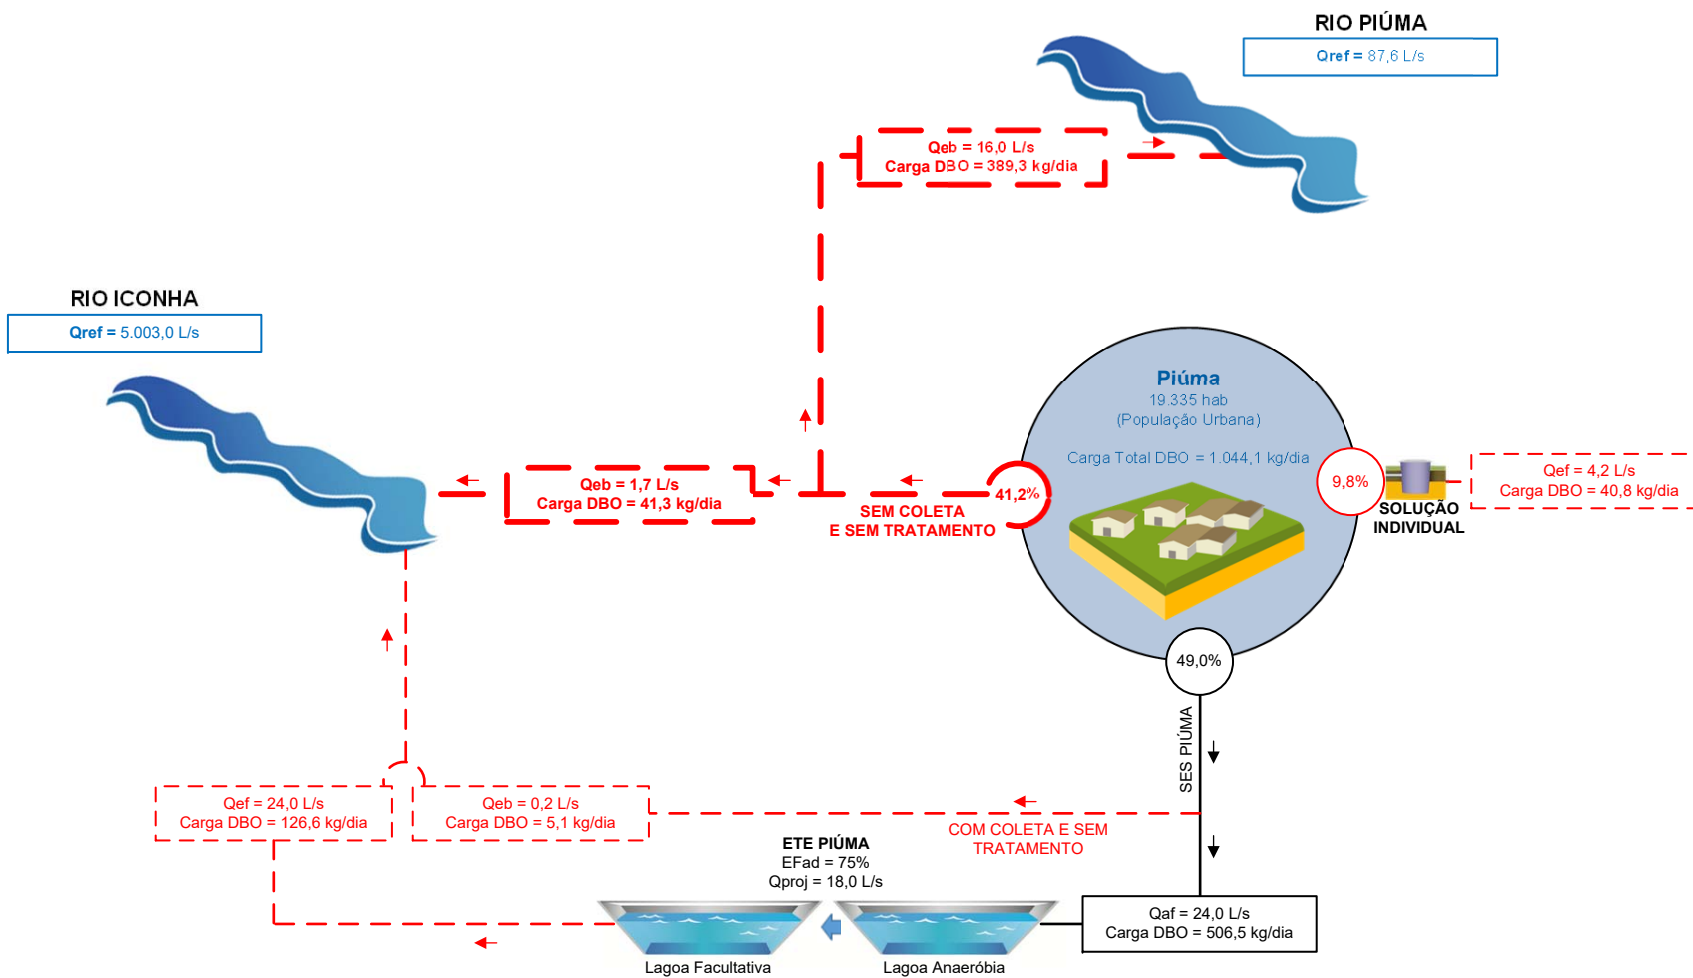 RIO PIÚMA
Qref = 87,6 L/s
Qeb = 16,0 L/s
Carga DBO = 389,3 kg/dia
RIO ICONHA
Qref = 5.003,0 L/s
Piúma
19.335 hab
(População Urbana)
Carga Total DBO = 1.044,1 kg/dia
Qeb = 1,7 L/s
Carga DBO = 41,3 kg/dia
41,2%
SEM COLETA
E SEM TRATAMENTO
9,8%
SOLUÇÃO
INDIVIDUAL
Qef = 4,2 L/s
Carga DBO = 40,8 kg/dia
49,0%
SES PIÚMA
Qef = 24,0 L/s
Carga DBO = 126,6 kg/dia
Qeb = 0,2 L/s
Carga DBO = 5,1 kg/dia
COM COLETA E SEM
TRATAMENTO
ETE PIÚMA
EFad = 75%
Qproj = 18,0 L/s
Qaf = 24,0 L/s
Carga DBO = 506,5 kg/dia
Lagoa Facultativa
Lagoa Anaeróbia